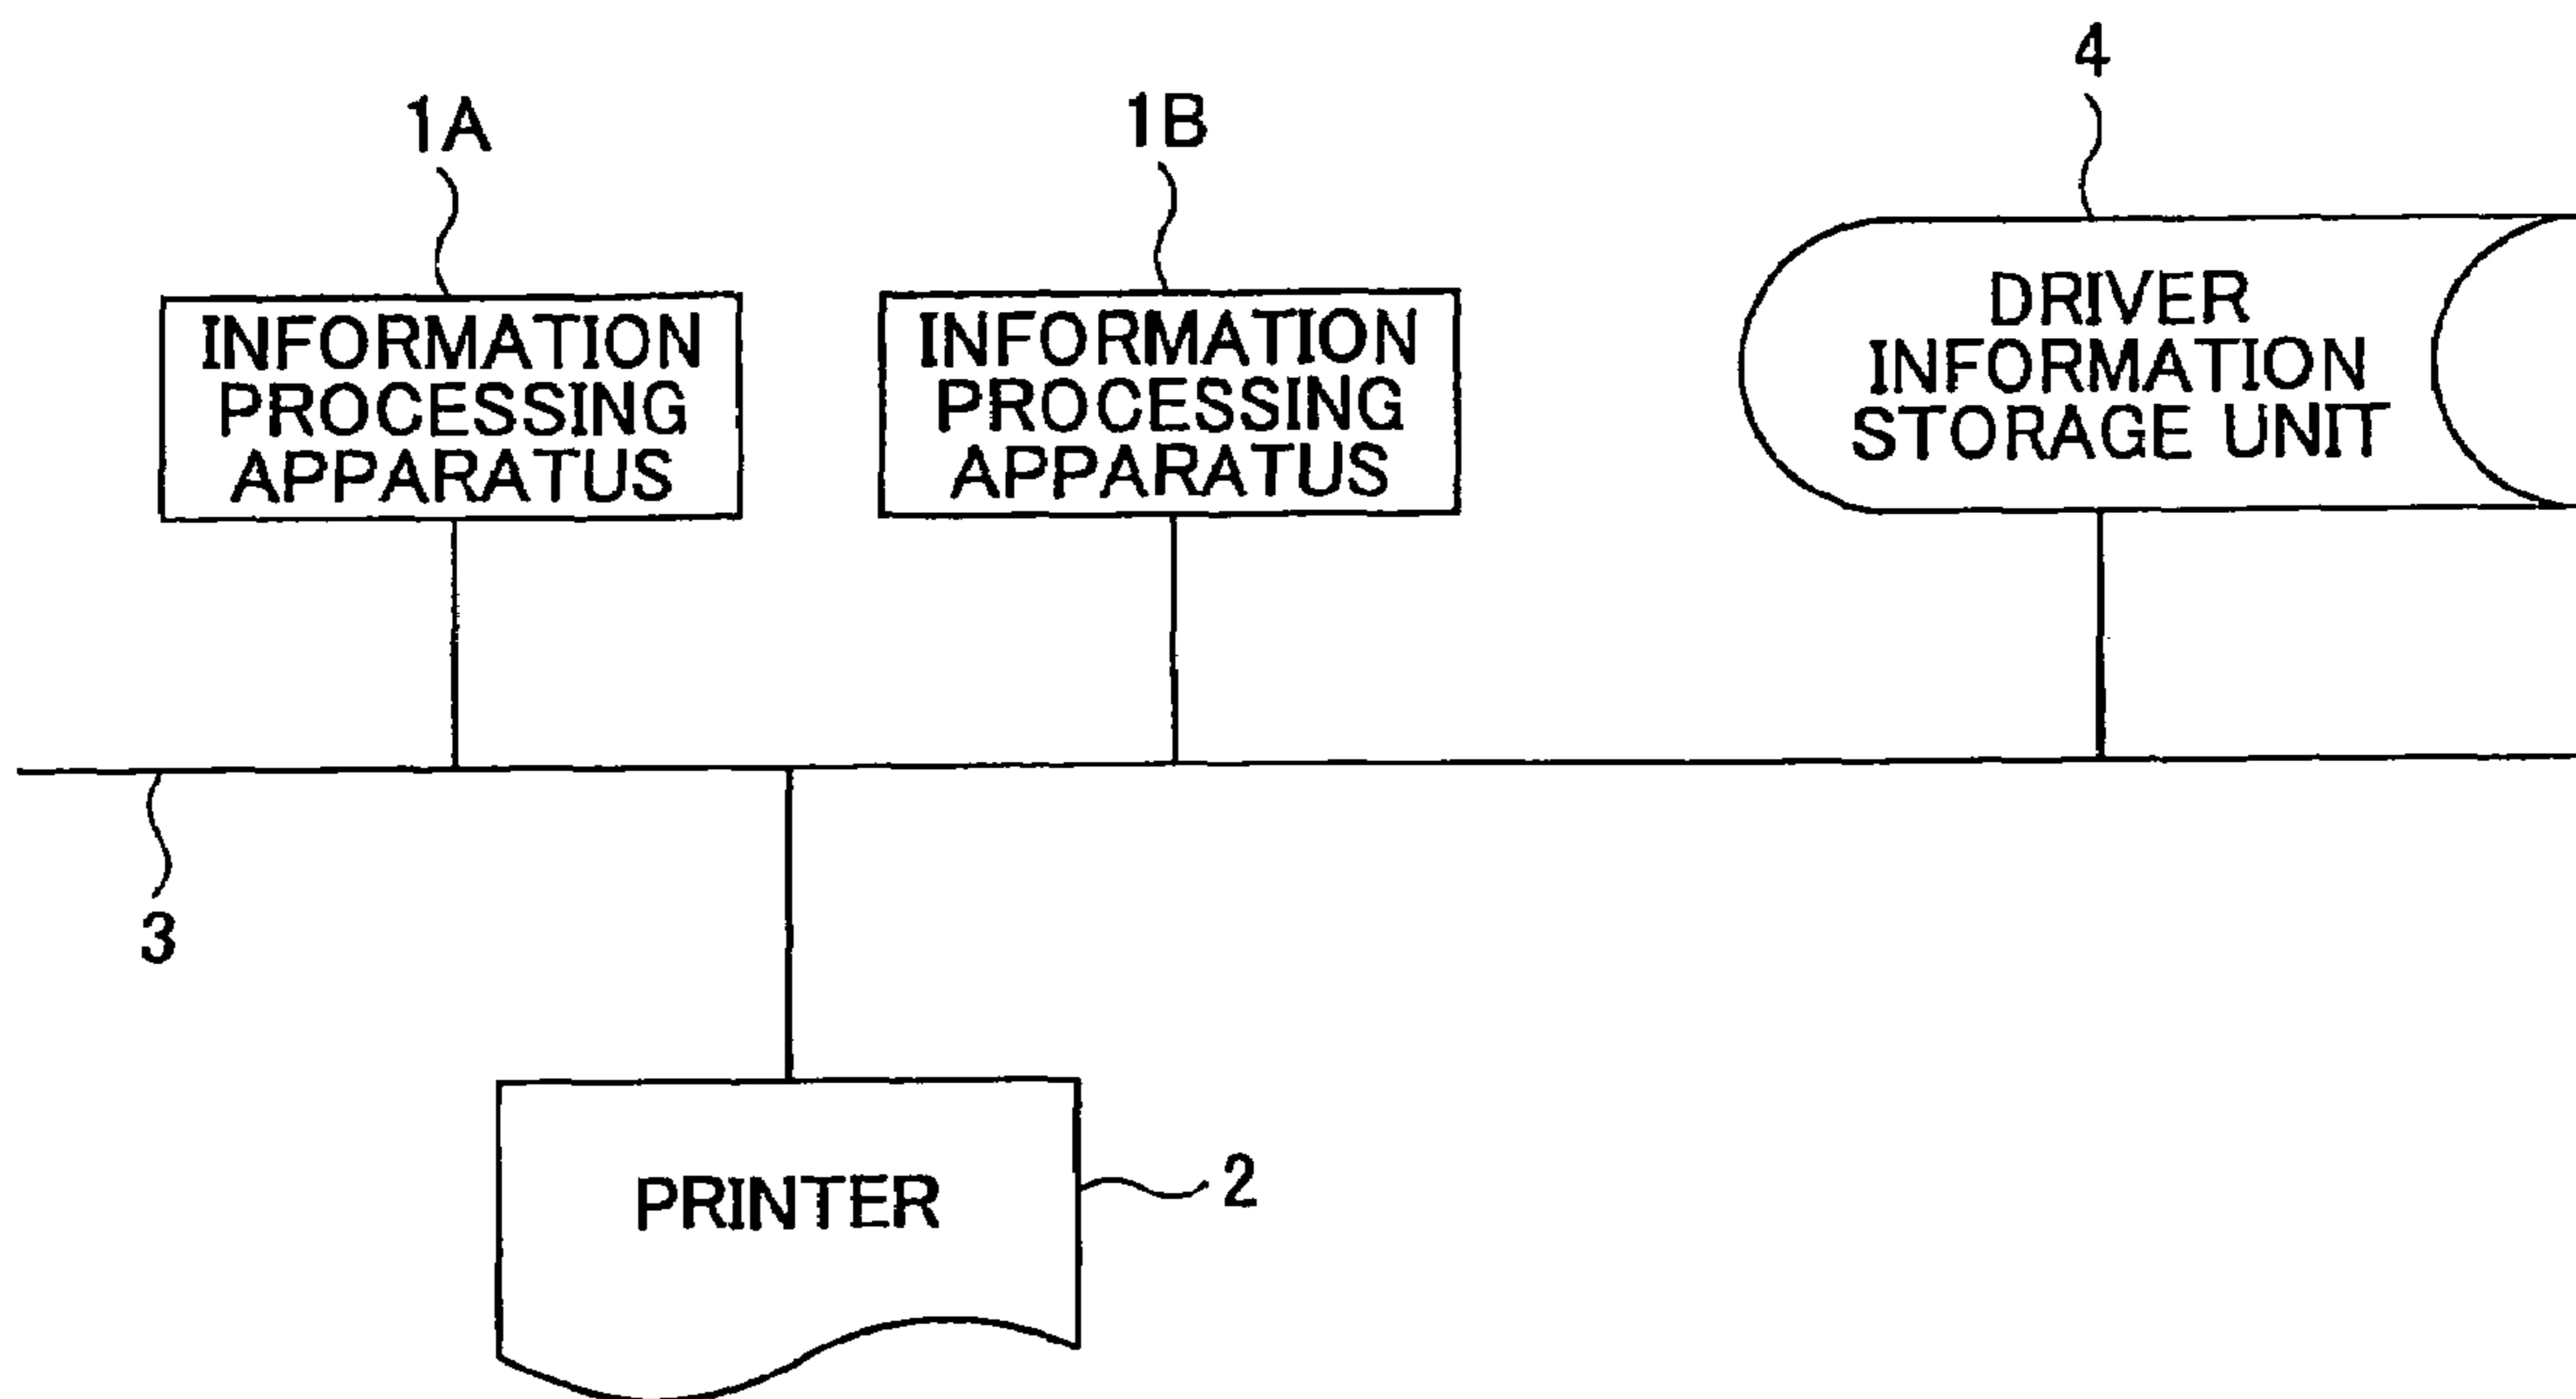 1A
INFORMATION
PROCESSING
APPARATUS
1B
INFORMATION
PROCESSING
APPARATUS
4
DRIVER
INFORMATION
STORAGE UNIT
3
PRINTER
2